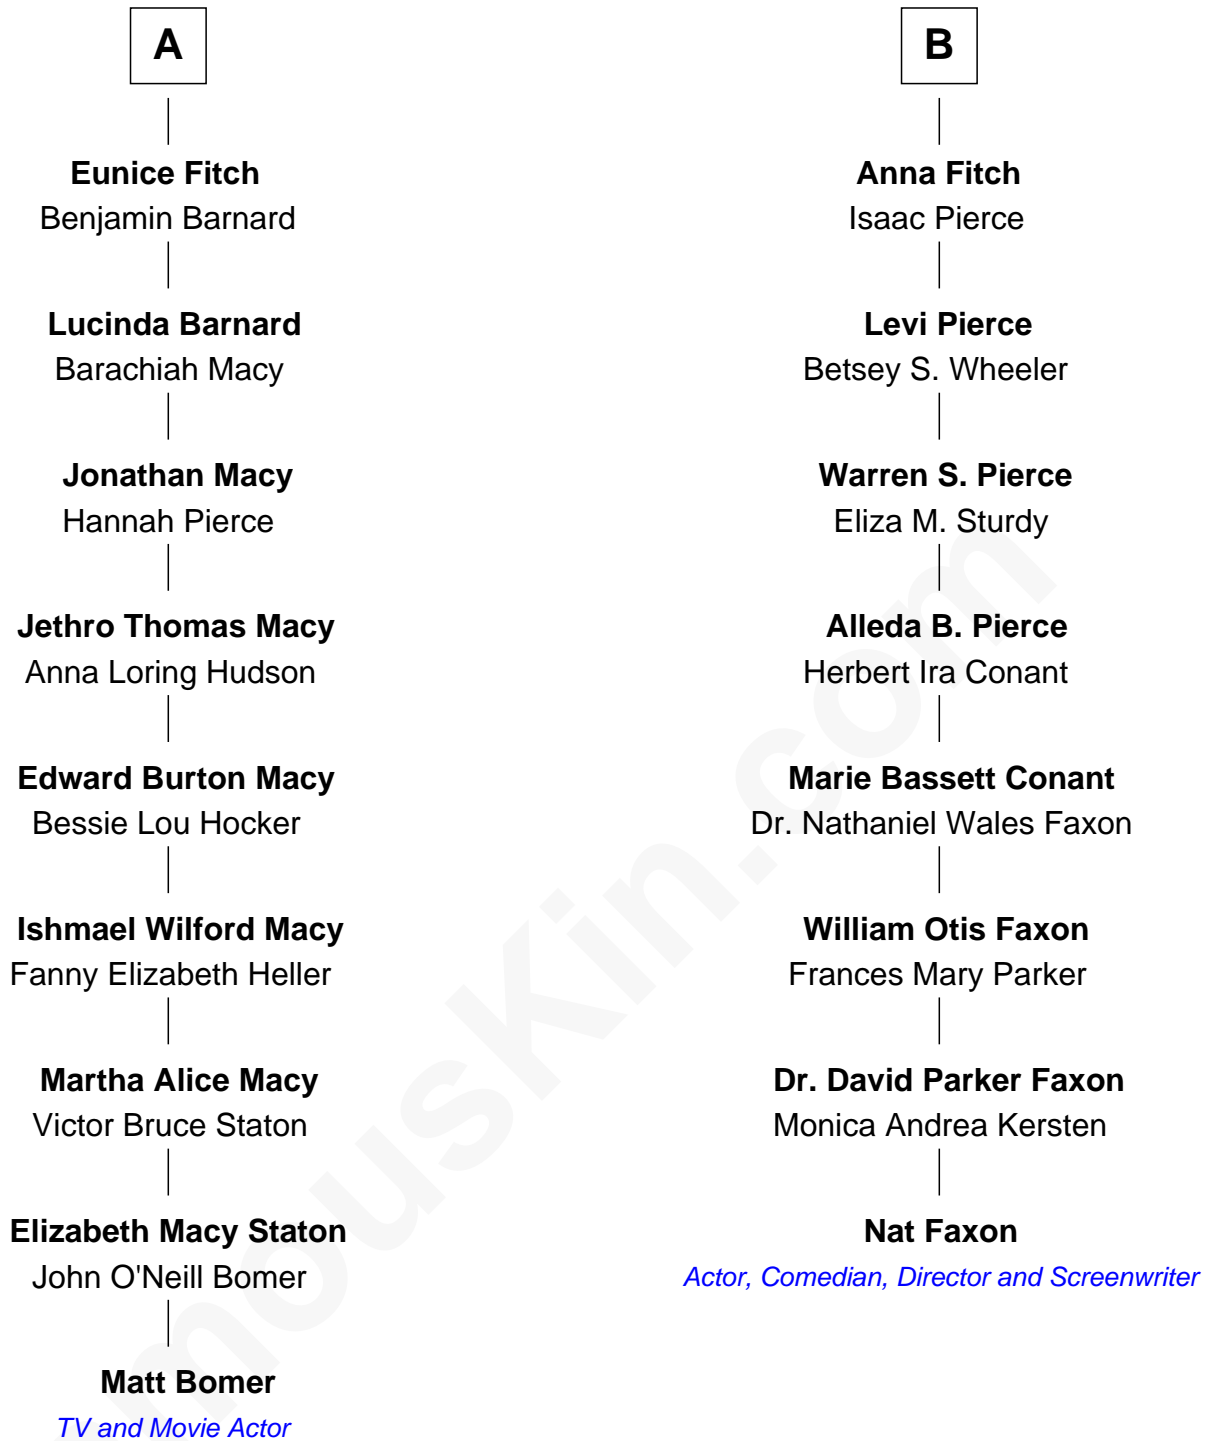 A
Eunice Fitch
Benjamin Barnard
Lucinda Barnard
Barachiah Macy
Jonathan Macy
Hannah Pierce
Jethro Thomas Macy
Anna Loring Hudson
Edward Burton Macy
Bessie Lou Hocker
Ishmael Wilford Macy
Fanny Elizabeth Heller
Martha Alice Macy
Victor Bruce Staton
Elizabeth Macy Staton
John O'Neill Bomer
Matt Bomer
TV and Movie Actor
B
Anna Fitch
Isaac Pierce
Levi Pierce
Betsey S. Wheeler
Warren S. Pierce
Eliza M. Sturdy
Alleda B. Pierce
Herbert Ira Conant
Marie Bassett Conant
Dr. Nathaniel Wales Faxon
William Otis Faxon
Frances Mary Parker
Dr. David Parker Faxon
Monica Andrea Kersten
Nat Faxon
Actor, Comedian, Director and Screenwriter
mousKin.com